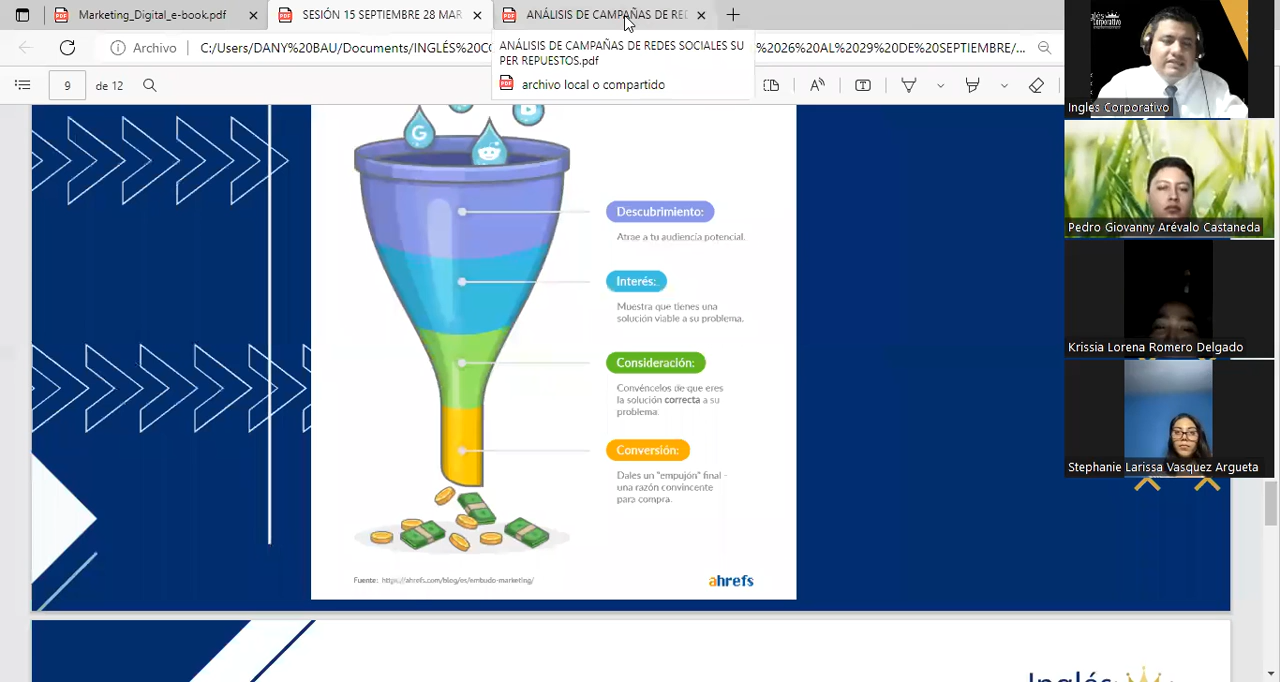 Marketing_Digital_e-book.pdf
SESIÓN 15 SEPTIEMBRE 28 MAR
ANÁLISIS DE CAMPAÑAS DE RE
Archivo
C:/Users/DANY%20BAU/Documents/INGLÉS%20CO
%2026%20AL%2029%20DE%20SEPTIEMBRE/...
ANÁLISIS DE CAMPAÑAS DE REDES SOCIALES SU
PER REPUESTOS.pdf
archivo local o compartido
9
de 12
G
Descubrimiento:
Atrae a tu audiencia potencial.
Interés:
Muestra que tienes una
solución viable a su problema.
Consideración:
Convéncelos de que eres
la solución correcta a su
problema.
Conversión:
Dales un "empujón" final -
una razón convincente
para compra.
Fuente: https://ahrefs.com/blog/es/embudo-marketing/
ahrefs
Inglés
Inglés
Corporativo
Ingles Corporativo
Pedro Giovanny Arévalo Castaneda
Krissia Lorena Romero Delgado
Stephanie Larissa Vasquez Argueta